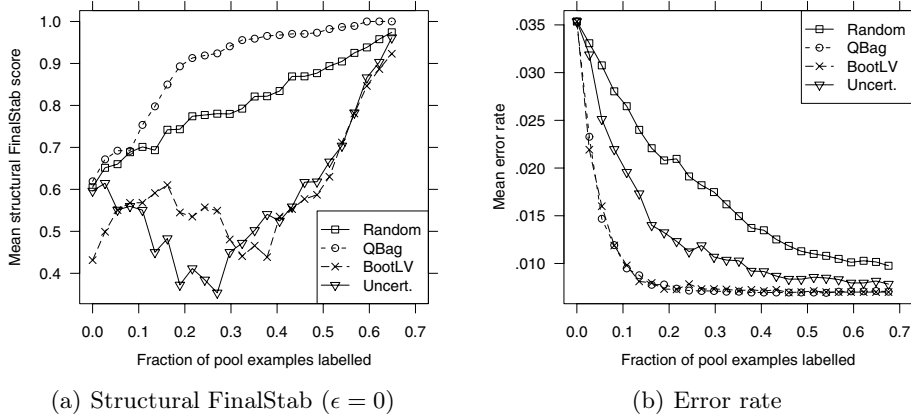 Mean structural FinalStab score
1.0
0.9
0.8
0.7
0.6
0.5
0.4
Random
QBag
BootLV
Uncert.
0.0 0.1 0.2 0.3 0.4 0.5 0.6 0.7
Fraction of pool examples labelled
(a) Structural FinalStab (ϵ = 0)
Mean error rate
.035
.030
.025
.020
.015
.010
Random
QBag
BootLV
Uncert.
0.0 0.1 0.2 0.3 0.4 0.5 0.6 0.7
Fraction of pool examples labelled
(b) Error rate